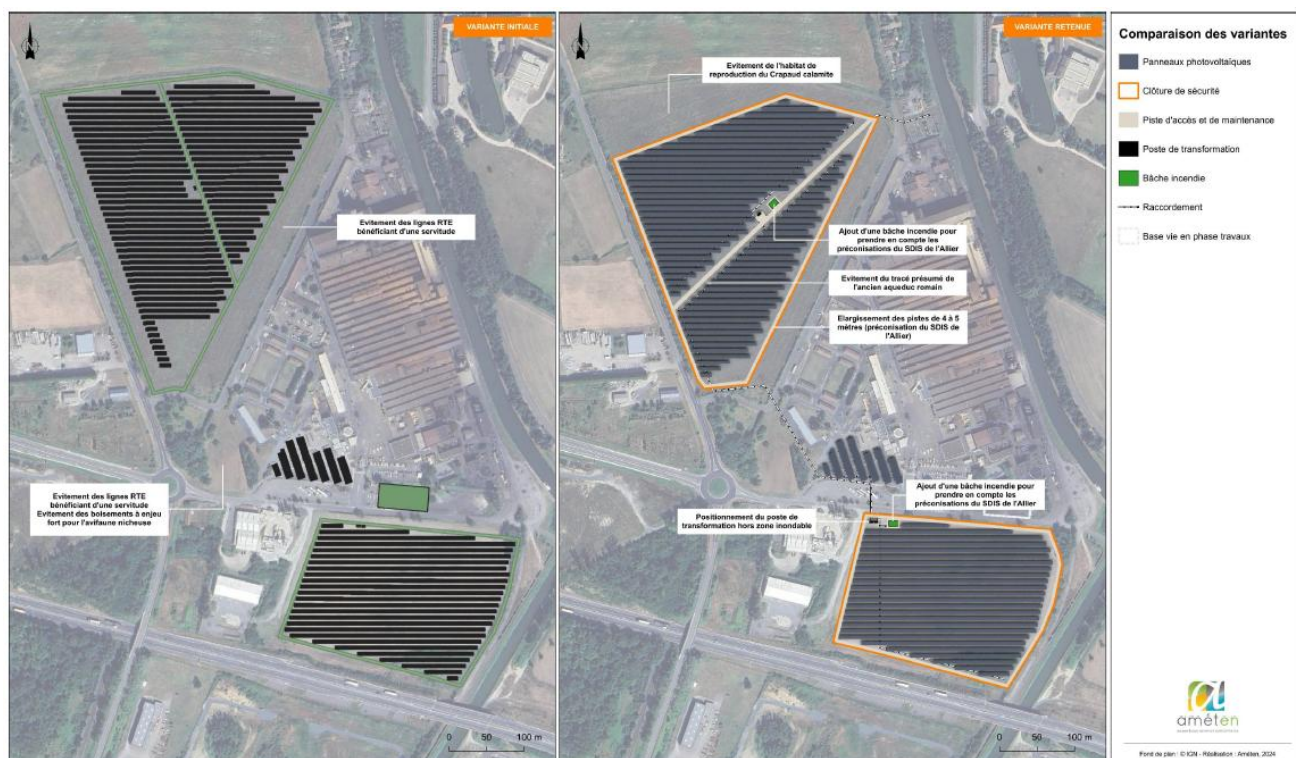 VARIANTE INITIALE
N
Evitement des lignes RTE
bénéficiant d'une servitude
Evitement des lignes RTE
bénéficiant d'une servitude
Evitement des boisements à enjeu
fort pour l'avifaune nicheuse
0 50 100 m
VARIANTE RETENUE
N
Evitement de l'habitat de
reproduction du Crapaud calamite
Ajout d'une bâche incendie pour
prendre en compte les
préconisations du SDIS de l'Allier
Evitement du tracé présumé de
l'ancien aqueduc romain
Elargissement des pistes de 4 à 5
mètres (préconisation du SDIS de
l'Allier)
Ajout d'une bâche incendie pour
prendre en compte les
préconisations du SDIS de l'Allier
Positionnement du poste de
transformation hors zone inondable
0 50 100 m
Comparaison des variantes
Panneaux photovoltaïques
Clôture de sécurité
Piste d'accès et de maintenance
Poste de transformation
Bâche incendie
Raccordement
Base vie en phase travaux
améten
Fond de plan : © IGN - Réalisation : Améten, 2024